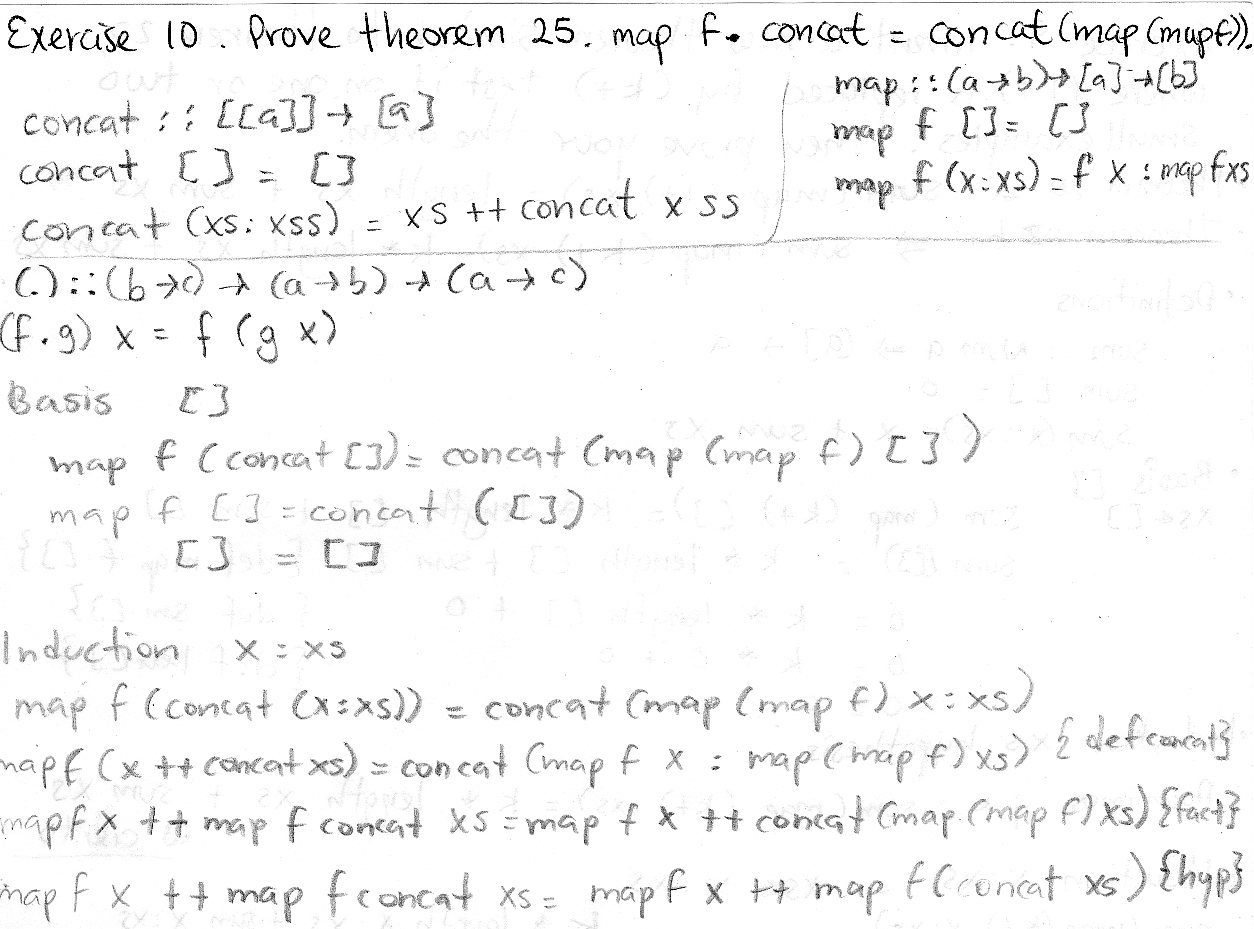 Exercise 10. Prove theorem 25. map f. concat = concat(map(mapf)).
concat :: [[a]] → [a]
concat [] = []
concat (xs: xss) = xs ++ concat xss
map :: (a→b)→[a]→[b]
map f []= []
map f (x:xs) = f x : map f xs
(.)::(b→c) → (a→b) → (a→c)
(f.g) x = f (g x)
Basis []
map f (concat []) = concat (map (map f) [])
map f [] = concat ([])
[] = []
Induction x:xs
map f (concat (x:xs)) = concat (map (map f) x:xs)
map f (x ++ concat xs) = concat (map f x : map (map f) xs) {def concat}
map f x ++ map f concat xs = map f x ++ concat (map (map f) xs) {fact}
map f x ++ map f concat xs = map f x ++ map f (concat xs) {hyp}